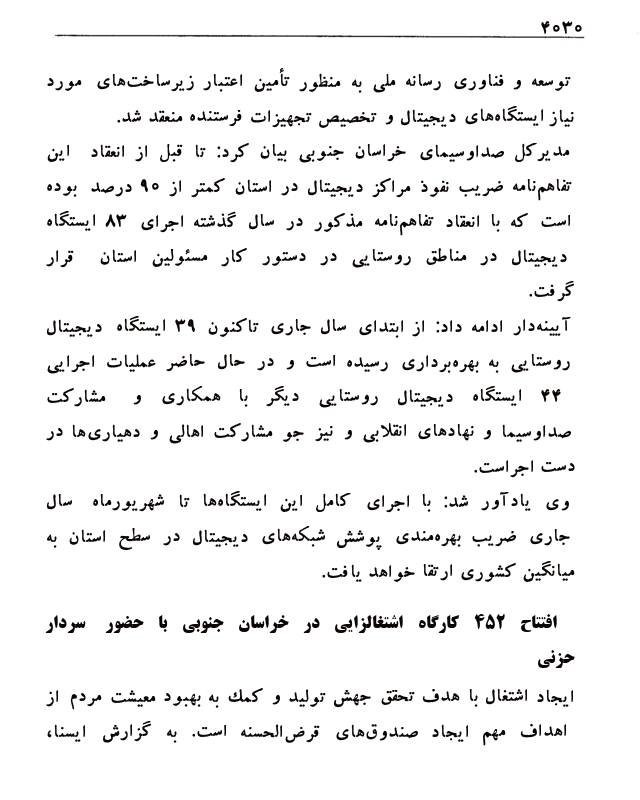 ۴۰۳۰
توسعه و فناوری رسانه ملی به منظور تأمین اعتبار زیرساخت‌های مورد
نیاز ایستگاه‌های دیجیتال و تخصیص تجهیزات فرستنده منعقد شد.
مدیرکل صداوسیمای خراسان جنوبی بیان کرد: تا قبل از انعقاد این
تفاهم‌نامه ضریب نفوذ مراکز دیجیتال در استان کمتر از ۹۰ درصد بوده
است که با انعقاد تفاهم‌نامه مذکور در سال گذشته اجرای ۸۳ ایستگاه
دیجیتال در مناطق روستایی در دستور کار مسئولین استان قرار
گرفت.
آیینه‌دار ادامه داد: از ابتدای سال جاری تاکنون ۳۹ ایستگاه دیجیتال
روستایی به بهره‌برداری رسیده است و در حال حاضر عملیات اجرایی
۴۴ ایستگاه دیجیتال روستایی دیگر با همکاری و مشارکت
صداوسیما و نهادهای انقلابی و نیز جو مشارکت اهالی و دهیاری‌ها در
دست اجراست.
وی یادآور شد: با اجرای کامل این ایستگاه‌ها تا شهریورماه سال
جاری ضریب بهره‌مندی پوشش شبکه‌های دیجیتال در سطح استان به
میانگین کشوری ارتقا خواهد یافت.
افتتاح ۴۵۲ کارگاه اشتغالزایی در خراسان جنوبی با حضور سردار
حزنی
ایجاد اشتغال با هدف تحقق جهش تولید و کمك به بهبود معیشت مردم از
اهداف مهم ایجاد صندوق‌های قرض‌الحسنه است. به گزارش ایسنا،